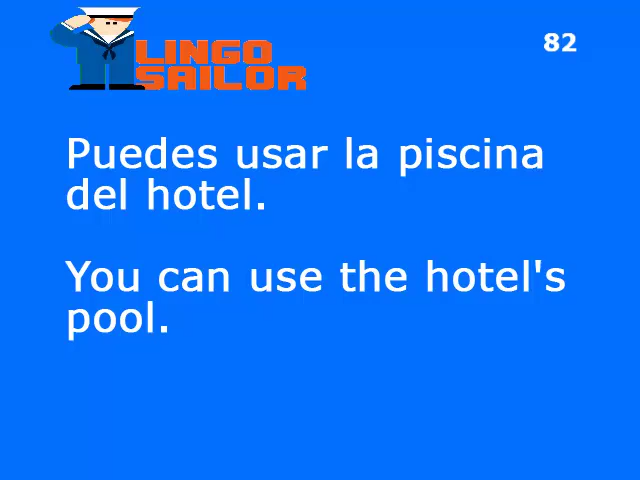 LINGO
SAILOR
82
Puedes usar la piscina
del hotel.
You can use the hotel's
pool.